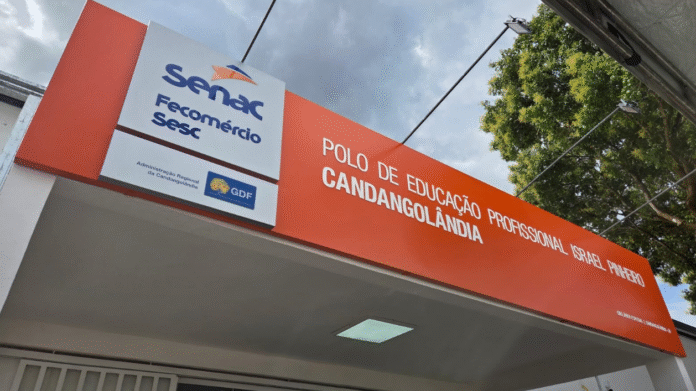 Senac
Fecomércio
Sesc
Administração Regional
da Candangolândia
GDF
POLO DE EDUCAÇÃO PROFISSIONAL ISRAEL PINHEIRO
CANDANGOLÂNDIA